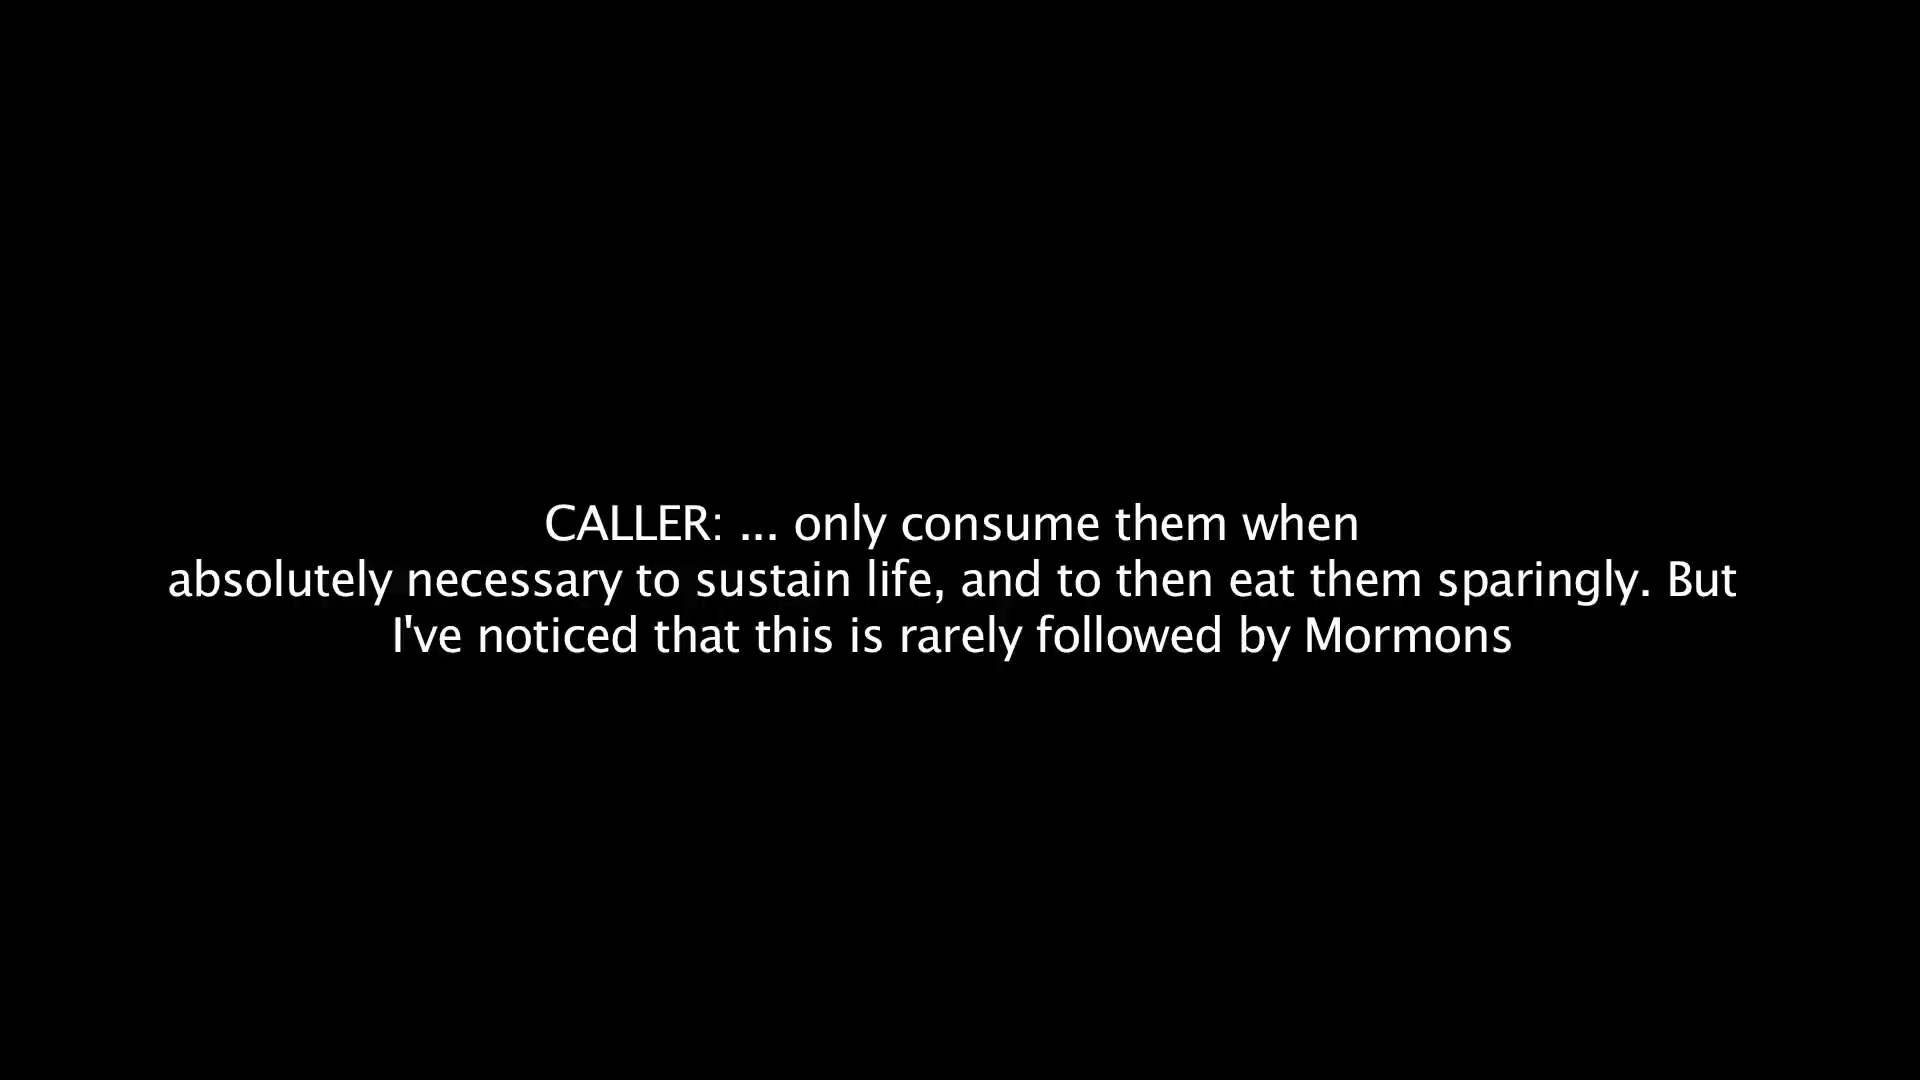 CALLER: ... only consume them when
absolutely necessary to sustain life, and to then eat them sparingly. But
I've noticed that this is rarely followed by Mormons